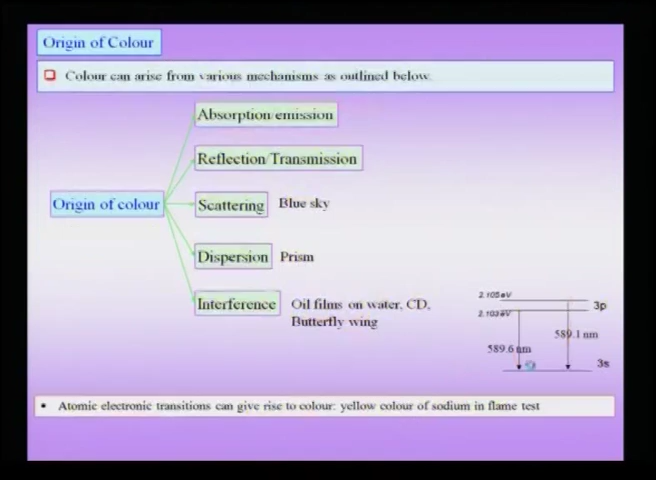 Origin of Colour
Colour can arise from various mechanisms as outlined below.
Absorption/emission
Reflection/Transmission
Origin of colour
Scattering
Blue sky
Dispersion
Prism
Interference
Oil films on water, CD,
Butterfly wing
2.105eV
3p
2.103eV
589.1 nm
589.6 nm
3s
Atomic electronic transitions can give rise to colour: yellow colour of sodium in flame test